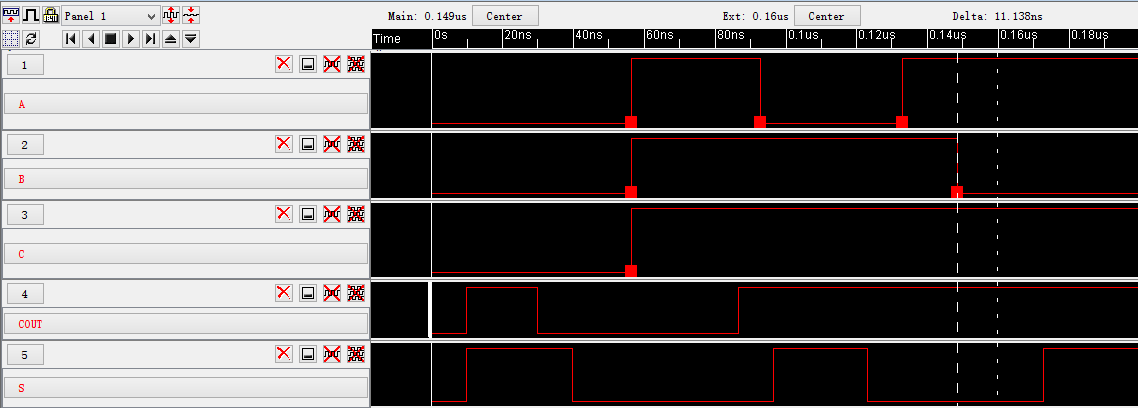 Panel 1
Main: 0.149us Center Ext: 0.16us Center Delta: 11.138ns
Time 0s 20ns 40ns 60ns 80ns 0.1us 0.12us 0.14us 0.16us 0.18us
1
A
2
B
3
C
4
COUT
5
S